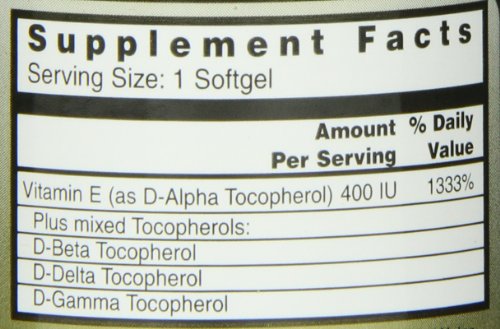 Supplement Facts
Serving Size: 1 Softgel
Amount Per Serving % Daily Value
Vitamin E (as D-Alpha Tocopherol) 400 IU 1333%
Plus mixed Tocopherols:
D-Beta Tocopherol
D-Delta Tocopherol
D-Gamma Tocopherol